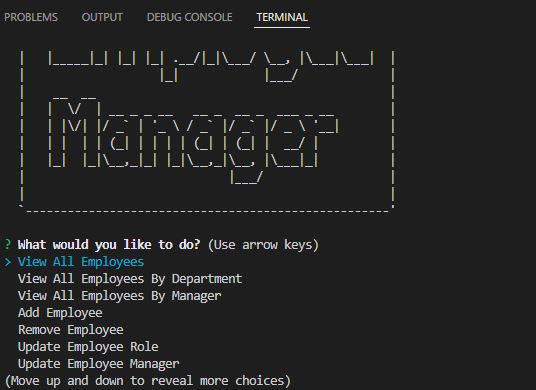 PROBLEMS OUTPUT DEBUG CONSOLE TERMINAL
Manager
? What would you like to do? (Use arrow keys)
> View All Employees
View All Employees By Department
View All Employees By Manager
Add Employee
Remove Employee
Update Employee Role
Update Employee Manager
(Move up and down to reveal more choices)